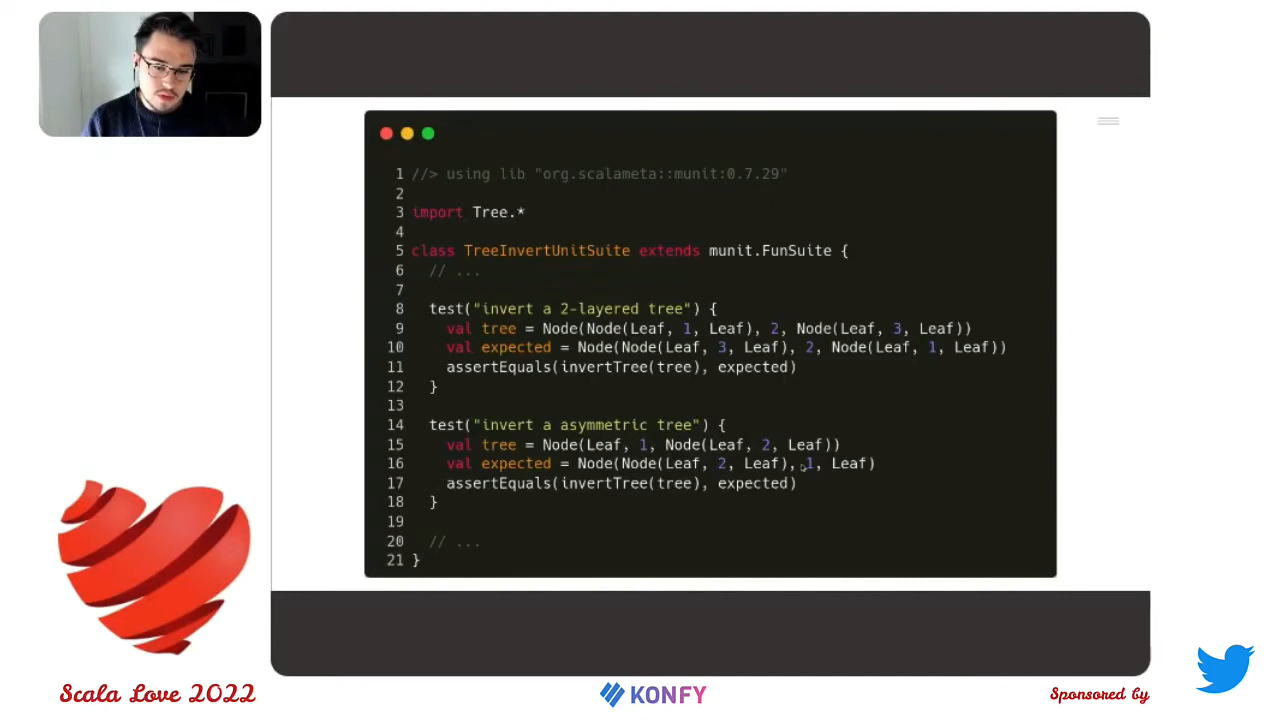 1 //> using lib "org.scalameta::munit:0.7.29"
2
3 import Tree.*
4
5 class TreeInvertUnitSuite extends munit.FunSuite {
6 // ...
7
8 test("invert a 2-layered tree") {
9 val tree = Node(Node(Leaf, 1, Leaf), 2, Node(Leaf, 3, Leaf))
10 val expected = Node(Node(Leaf, 3, Leaf), 2, Node(Leaf, 1, Leaf))
11 assertEquals(invertTree(tree), expected)
12 }
13
14 test("invert a asymmetric tree") {
15 val tree = Node(Leaf, 1, Node(Leaf, 2, Leaf))
16 val expected = Node(Node(Leaf, 2, Leaf), 1, Leaf)
17 assertEquals(invertTree(tree), expected)
18 }
19
20 // ...
21 }
Scala Love 2022
KONFY
Sponsored by